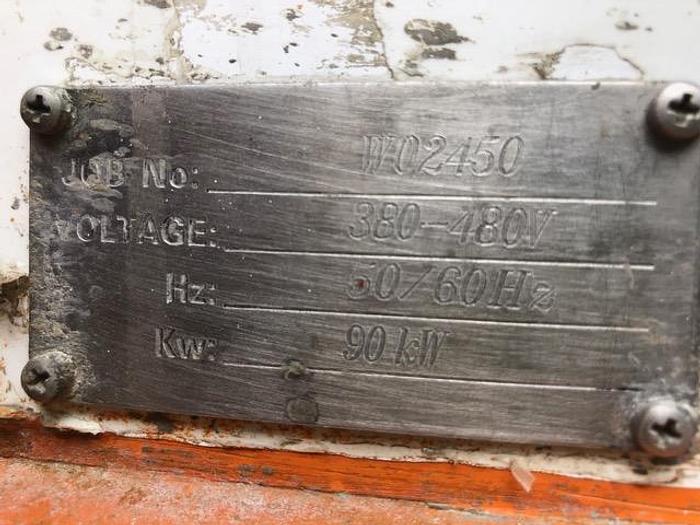 JOB No: W02450
VOLTAGE: 380-480V
Hz: 50/60Hz
Kw: 90kW